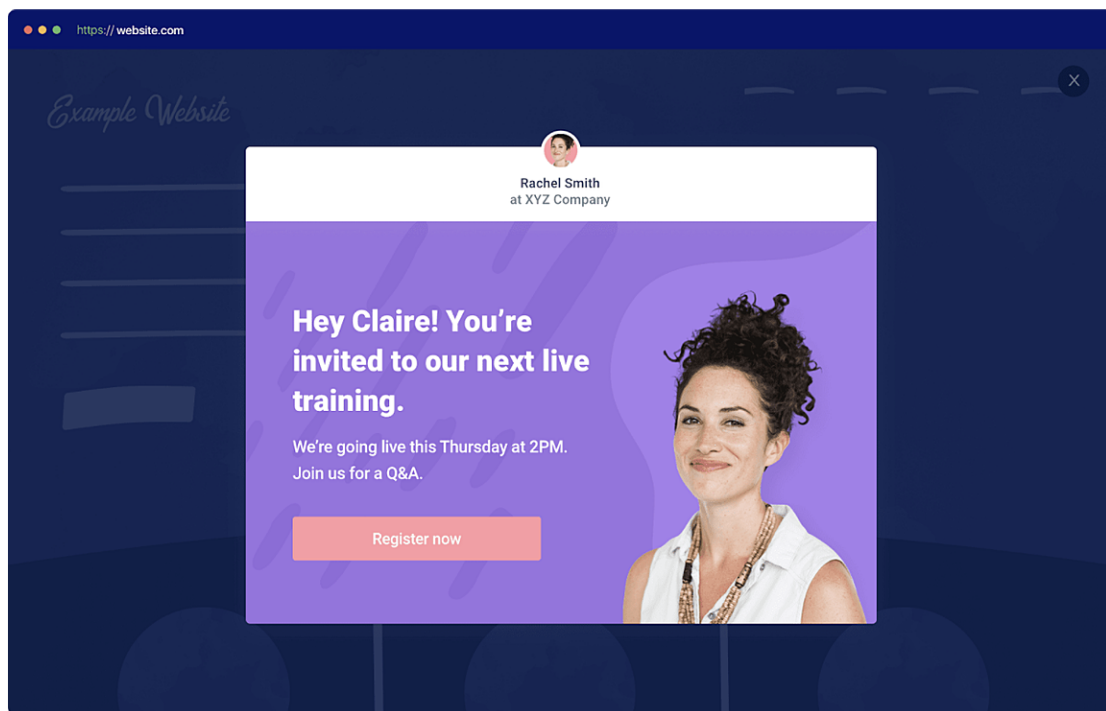 https://website.com
X
Example Website
Rachel Smith
at XYZ Company
Hey Claire! You’re
invited to our next live
training.
We’re going live this Thursday at 2PM.
Join us for a Q&A.
Register now